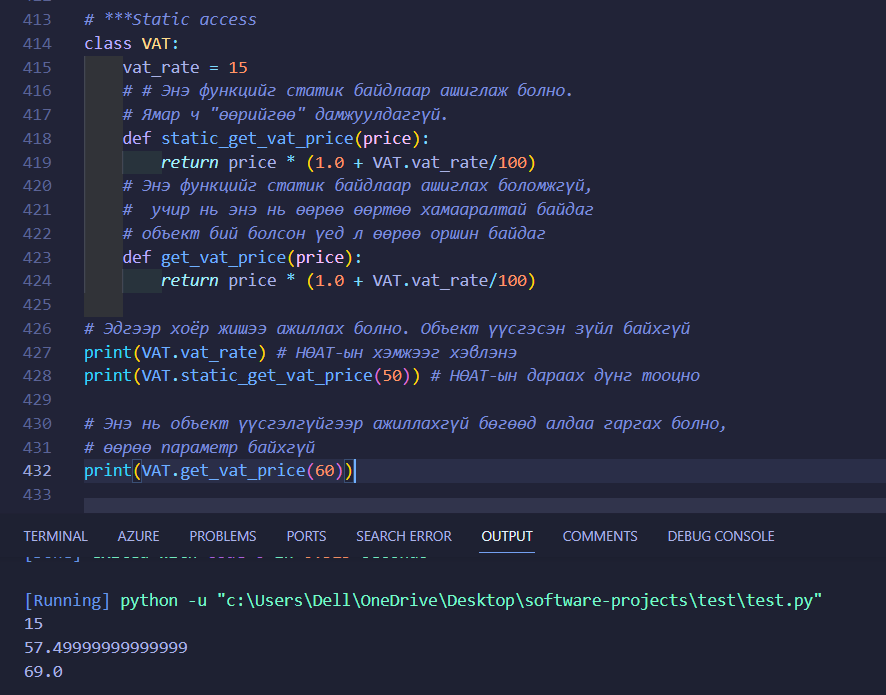 413 # ***Static access
414 class VAT:
415 vat_rate = 15
416 # # Энэ функцийг статик байдлаар ашиглаж болно.
417 # Ямар ч "өөрийгөө" дамжуулдаггүй.
418 def static_get_vat_price(price):
419 return price * (1.0 + VAT.vat_rate/100)
420 # Энэ функцийг статик байдлаар ашиглах боломжгүй,
421 #  учир нь энэ нь өөрөө өөртөө хамааралтай байдаг
422 # объект бий болсон үед л өөрөө оршин байдаг
423 def get_vat_price(price):
424 return price * (1.0 + VAT.vat_rate/100)
425
426 # Эдгээр хоёр жишээ ажиллах болно. Объект үүсгэсэн зүйл байхгүй
427 print(VAT.vat_rate) # НӨАТ-ын хэмжээг хэвлэнэ
428 print(VAT.static_get_vat_price(50)) # НӨАТ-ын дараах дүнг тооцно
429
430 # Энэ нь объект үүсгэлгүйгээр ажиллахгүй бөгөөд алдаа гаргах болно,
431 # өөрөө параметр байхгүй
432 print(VAT.get_vat_price(60))
433
TERMINAL AZURE PROBLEMS PORTS SEARCH ERROR OUTPUT COMMENTS DEBUG CONSOLE
[Running] python -u "c:\Users\Dell\OneDrive\Desktop\software-projects\test\test.py"
15
57.49999999999999
69.0